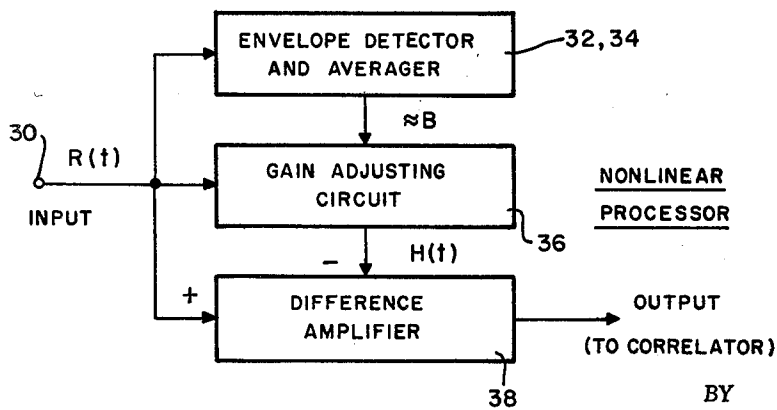 ENVELOPE DETECTOR
AND AVERAGER
32,34
≈B
30
R(t)
INPUT
GAIN ADJUSTING
CIRCUIT
36
NONLINEAR
PROCESSOR
− H(t)
+
DIFFERENCE
AMPLIFIER
38
OUTPUT
(TO CORRELATOR)
BY